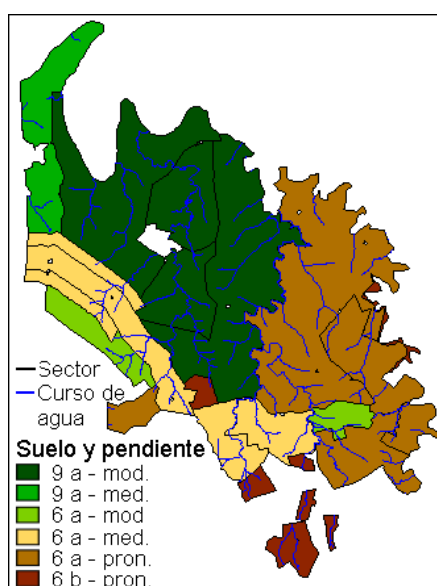 Sector
Curso de
agua
Suelo y pendiente
9 a - mod.
9 a - med.
6 a - mod
6 a - med.
6 a - pron.
6 b - pron.